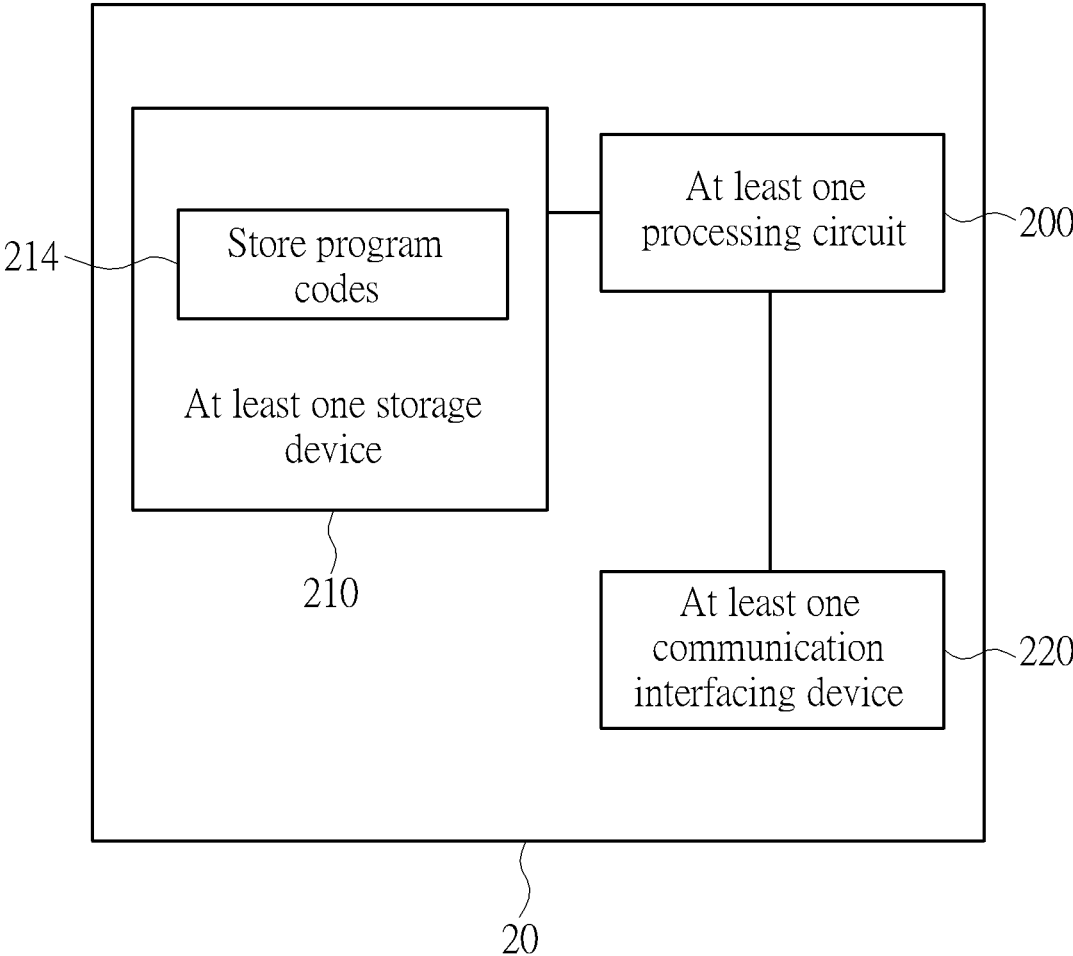 At least one
processing circuit
200
214
Store program
codes
At least one storage
device
210
At least one
communication
interfacing device
220
20